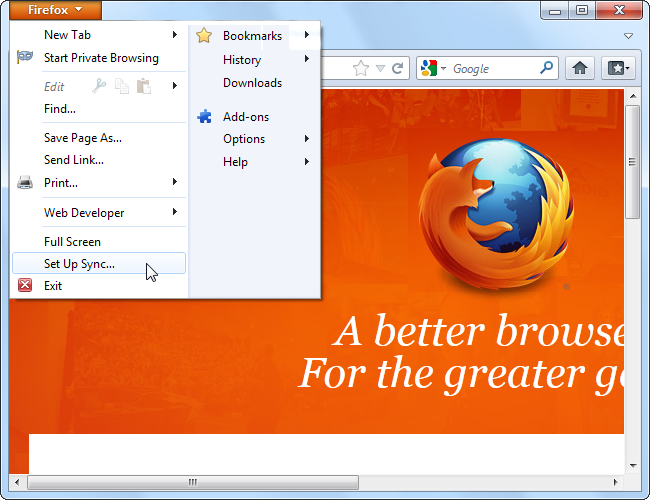 Firefox
New Tab
Start Private Browsing
Edit
Find...
Save Page As...
Send Link...
Print...
Web Developer
Full Screen
Set Up Sync...
Exit
Bookmarks
History
Downloads
Add-ons
Options
Help
Google
A better browse
For the greater go